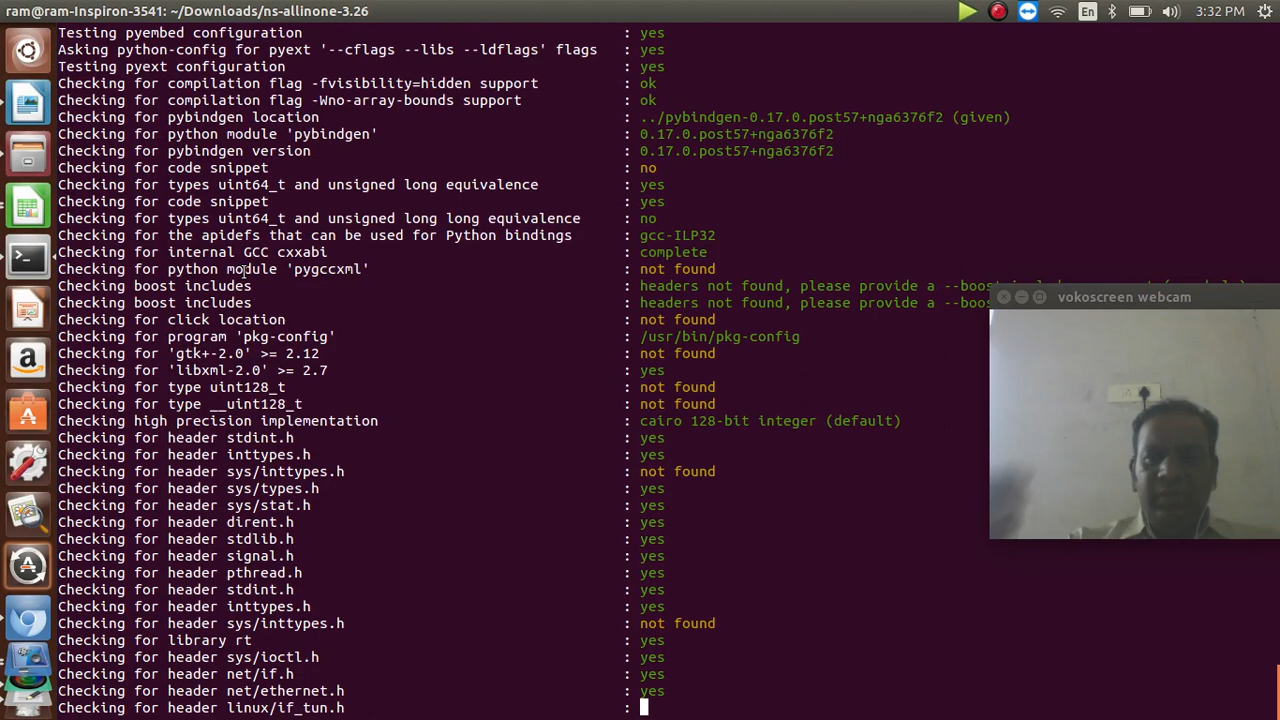 ram@ram-Inspiron-3541: ~/Downloads/ns-allinone-3.26
En
3:32 PM
Testing pyembed configuration : yes
Asking python-config for pyext '--cflags --libs --ldflags' flags : yes
Testing pyext configuration : yes
Checking for compilation flag -fvisibility=hidden support : ok
Checking for compilation flag -Wno-array-bounds support : ok
Checking for pybindgen location : ../pybindgen-0.17.0.post57+nga6376f2 (given)
Checking for python module 'pybindgen' : 0.17.0.post57+nga6376f2
Checking for pybindgen version : 0.17.0.post57+nga6376f2
Checking for code snippet : no
Checking for types uint64_t and unsigned long equivalence : yes
Checking for code snippet : yes
Checking for types uint64_t and unsigned long long equivalence : no
Checking for the apidefs that can be used for Python bindings : gcc-ILP32
Checking for internal GCC cxxabi : complete
Checking for python module 'pygccxml' : not found
Checking boost includes : headers not found, please provide a
Checking boost includes : headers not found, please provide a --boos
Checking for click location : not found
Checking for program 'pkg-config' : /usr/bin/pkg-config
Checking for 'gtk+-2.0' >= 2.12 : not found
Checking for 'libxml-2.0' >= 2.7 : yes
Checking for type uint128_t : not found
Checking for type __uint128_t : not found
Checking high precision implementation : cairo 128-bit integer (default)
Checking for header stdint.h : yes
Checking for header inttypes.h : yes
Checking for header sys/inttypes.h : not found
Checking for header sys/types.h : yes
Checking for header sys/stat.h : yes
Checking for header dirent.h : yes
Checking for header stdlib.h : yes
Checking for header signal.h : yes
Checking for header pthread.h : yes
Checking for header stdint.h : yes
Checking for header inttypes.h : yes
Checking for header sys/inttypes.h : not found
Checking for library rt : yes
Checking for header sys/ioctl.h : yes
Checking for header net/if.h : yes
Checking for header net/ethernet.h : yes
Checking for header linux/if_tun.h :
vokoscreen webcam